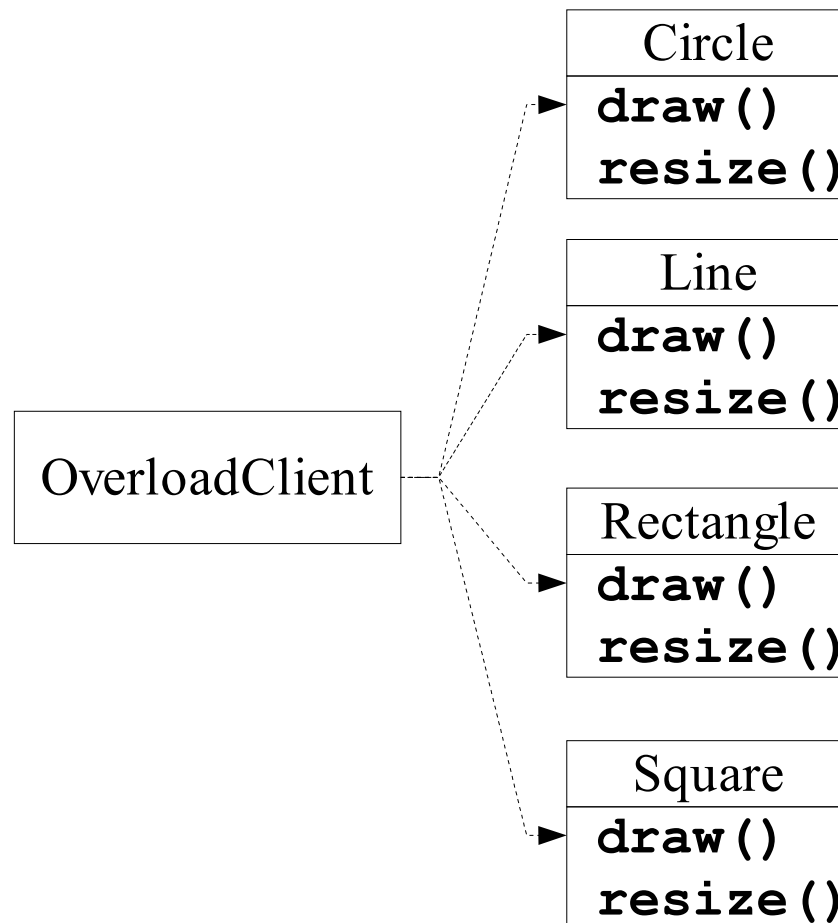 Circle
draw()
resize()
Line
draw()
resize()
OverloadClient
Rectangle
draw()
resize()
Square
draw()
resize()